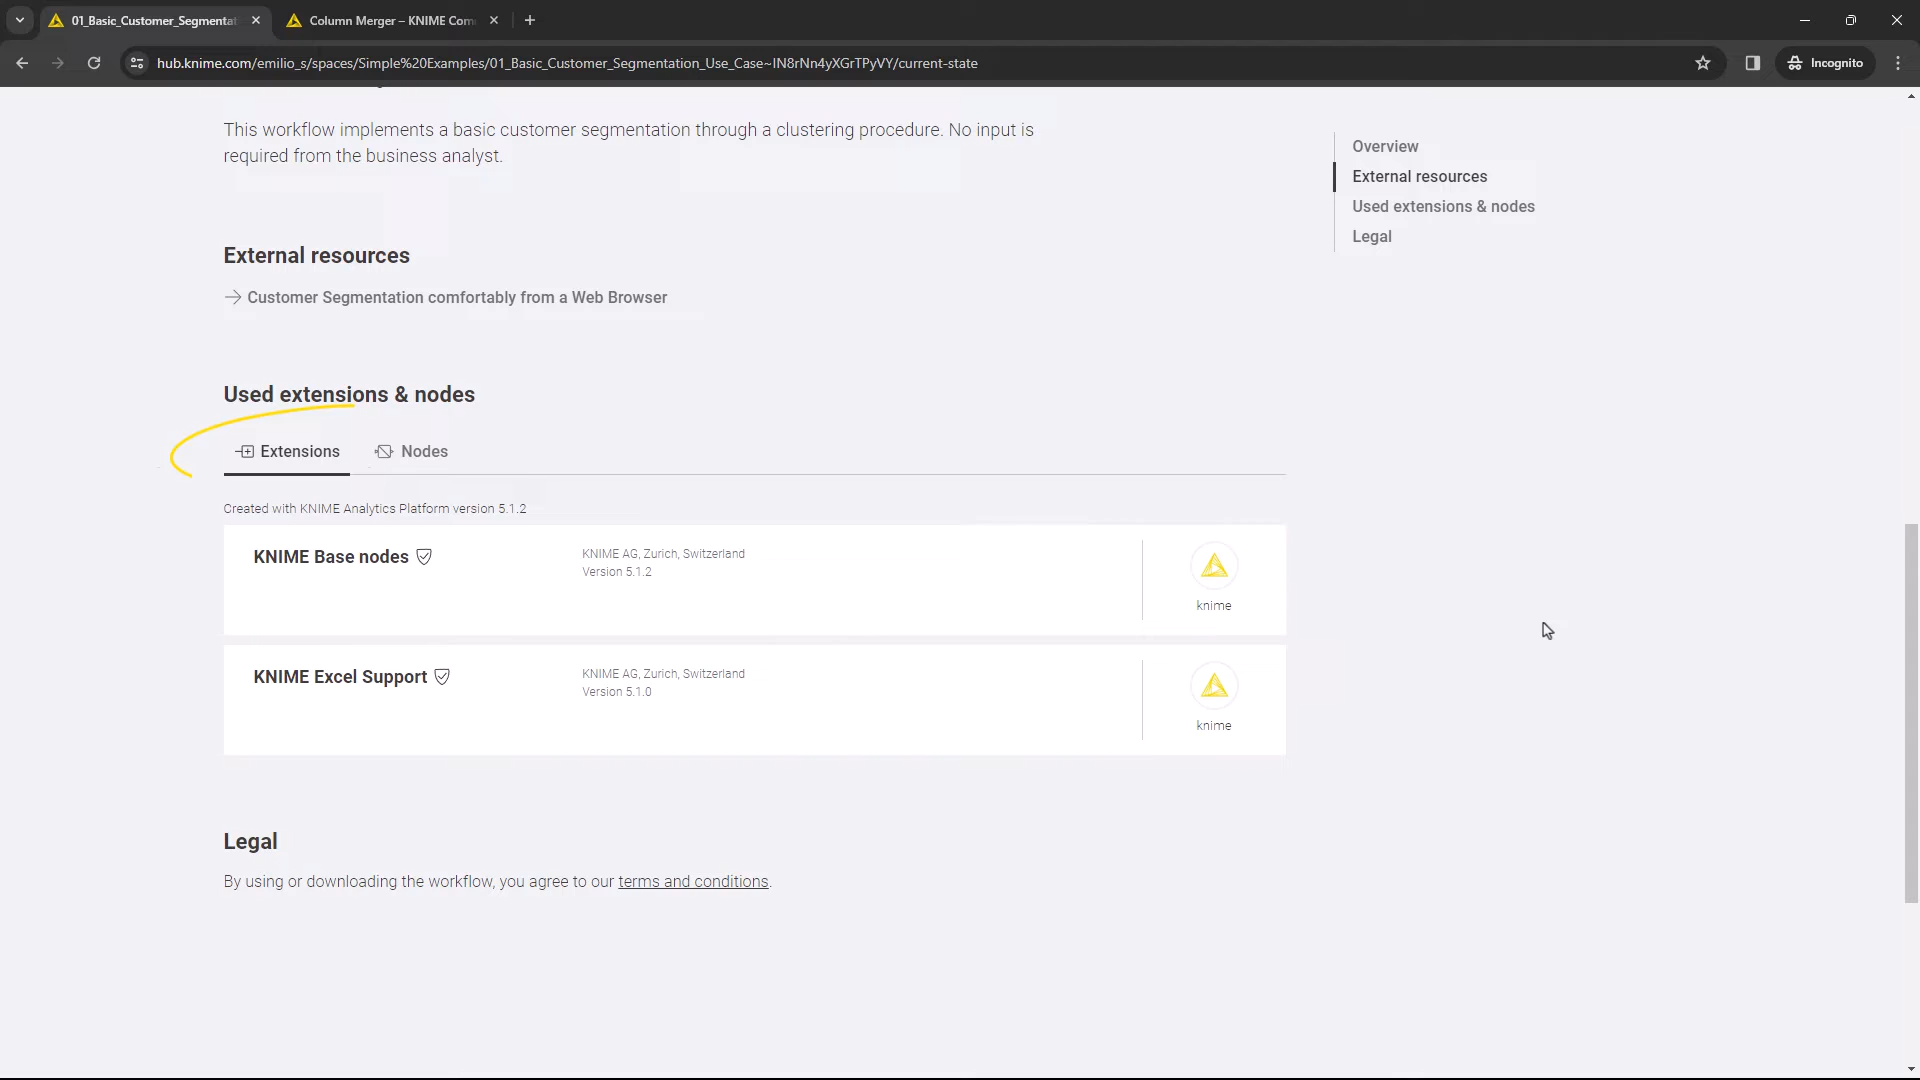 01_Basic_Customer_Segmenta
Column Merger – KNIME Com
hub.knime.com/emilio_s/spaces/Simple%20Examples/01_Basic_Customer_Segmentation_Use_Case~IN8rNn4yXGrTPyVY/current-state
Incognito
This workflow implements a basic customer segmentation through a clustering procedure. No input is
required from the business analyst.
Overview
External resources
Used extensions & nodes
Legal
External resources
Customer Segmentation comfortably from a Web Browser
Used extensions & nodes
Extensions
Nodes
Created with KNIME Analytics Platform version 5.1.2
KNIME Base nodes
KNIME AG, Zurich, Switzerland
Version 5.1.2
knime
KNIME Excel Support
KNIME AG, Zurich, Switzerland
Version 5.1.0
knime
Legal
By using or downloading the workflow, you agree to our terms and conditions.